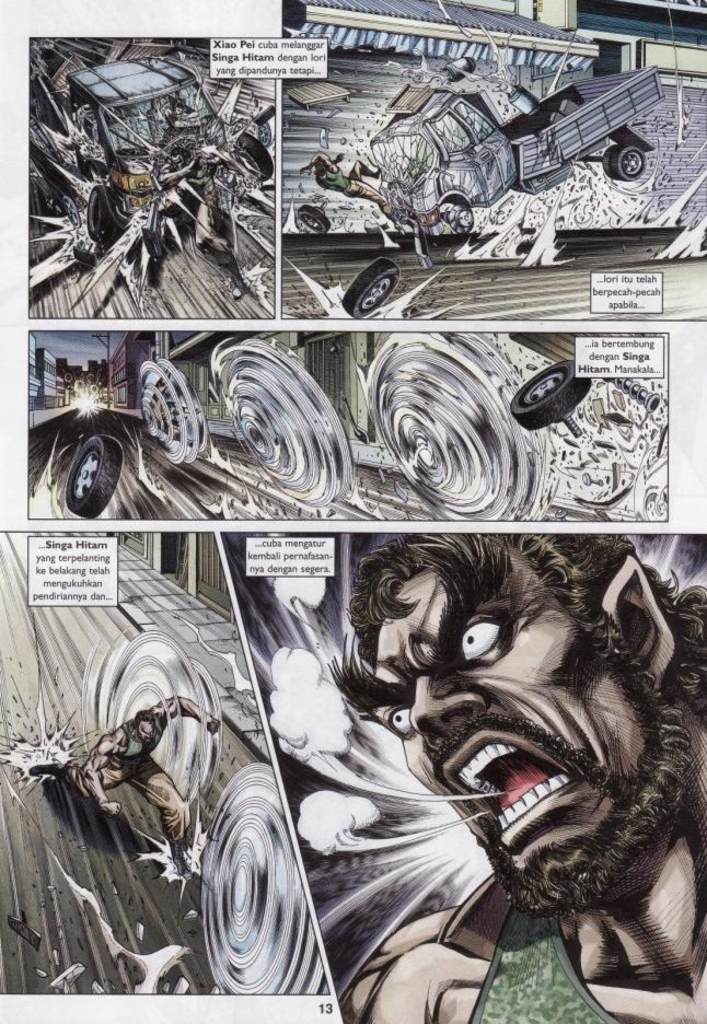 Xiao Pei cuba melanggar
Singa Hitam dengan lori
yang dipandunya tetapi...
...lori itu telah
berpecah-pecah
apabila...
...ia bertembung
dengan Singa
Hitam. Manakala...
...Singa Hitam
yang terpelanting
ke belakang telah
mengukuhkan
pendiriannya dan...
...cuba mengatur
kembali pernafasan-
nya dengan segera.
13